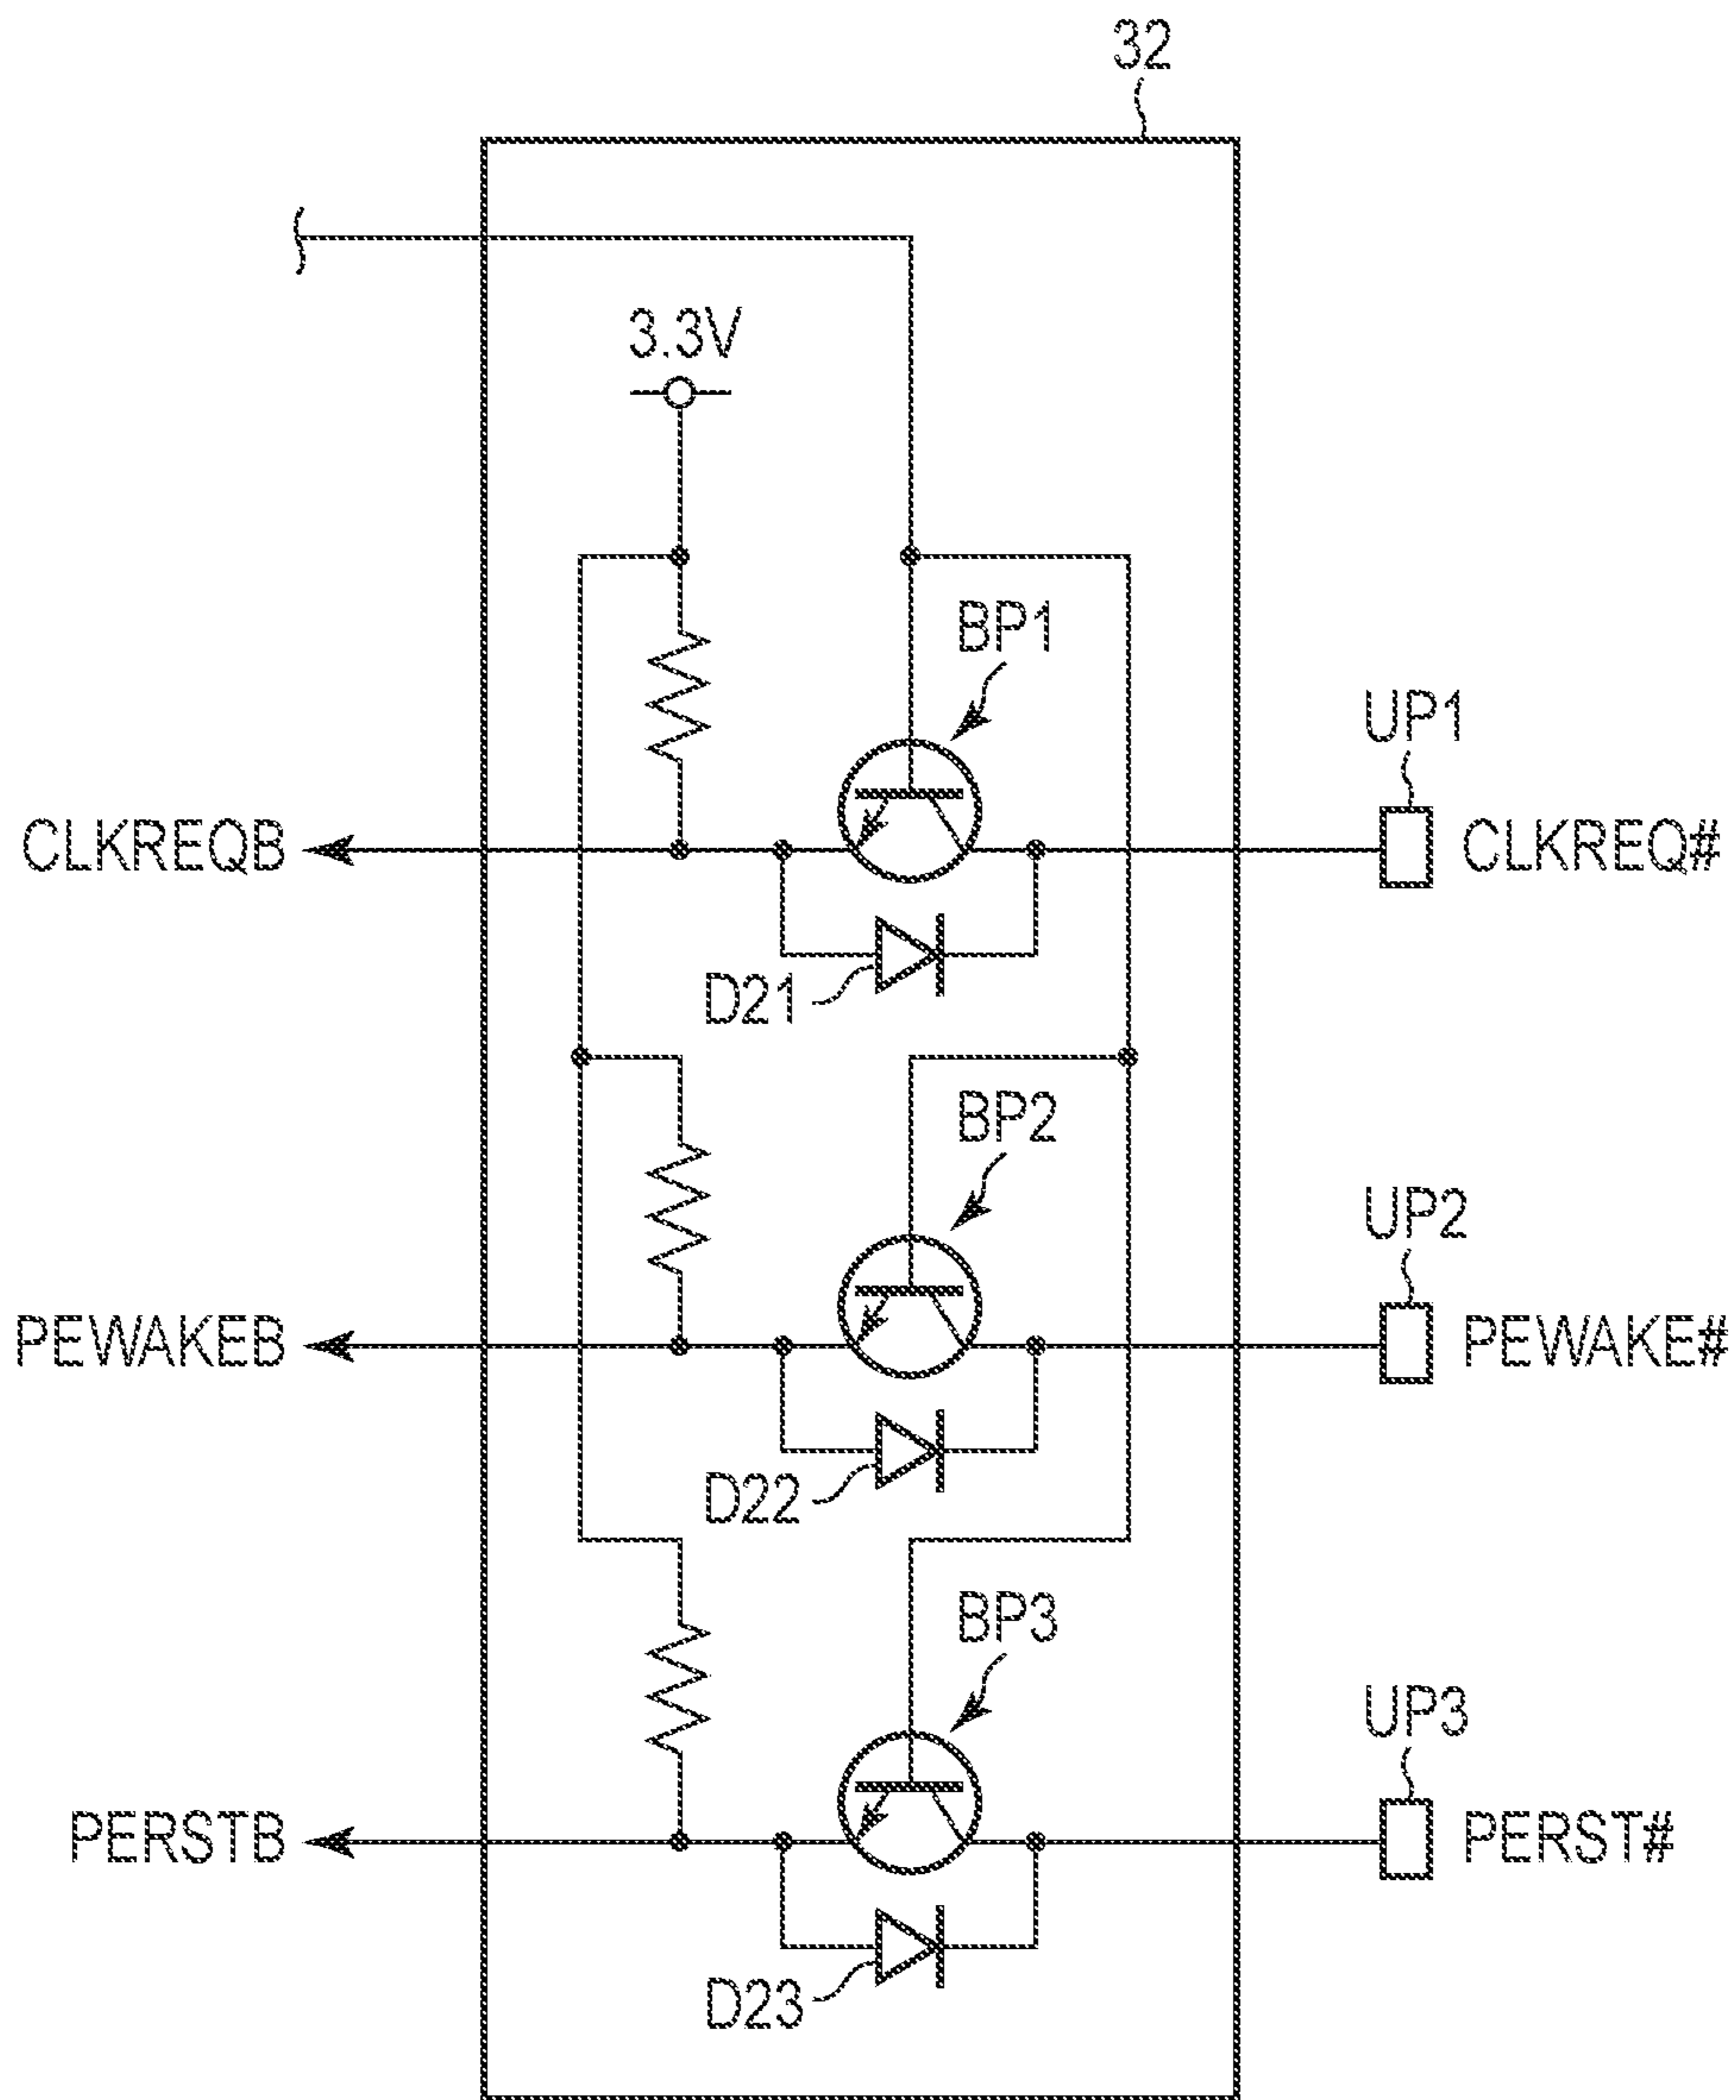 32
3.3V
BP1
UP1
CLKREQB
CLKREQ#
D21
BP2
UP2
PEWAKEB
PEWAKE#
D22
BP3
UP3
PERSTB
PERST#
D23